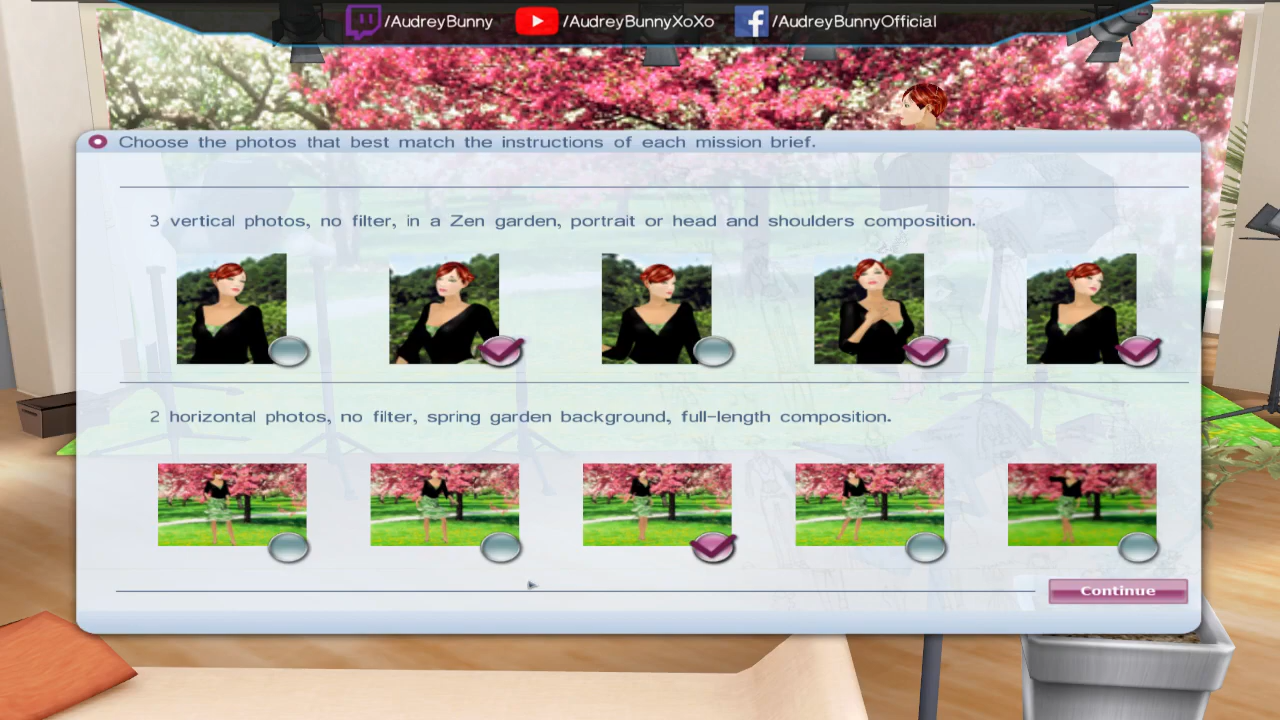 /AudreyBunny /AudreyBunnyXoXo /AudreyBunnyOfficial
Choose the photos that best match the instructions of each mission brief.
3 vertical photos, no filter, in a Zen garden, portrait or head and shoulders composition.
2 horizontal photos, no filter, spring garden background, full-length composition.
Continue